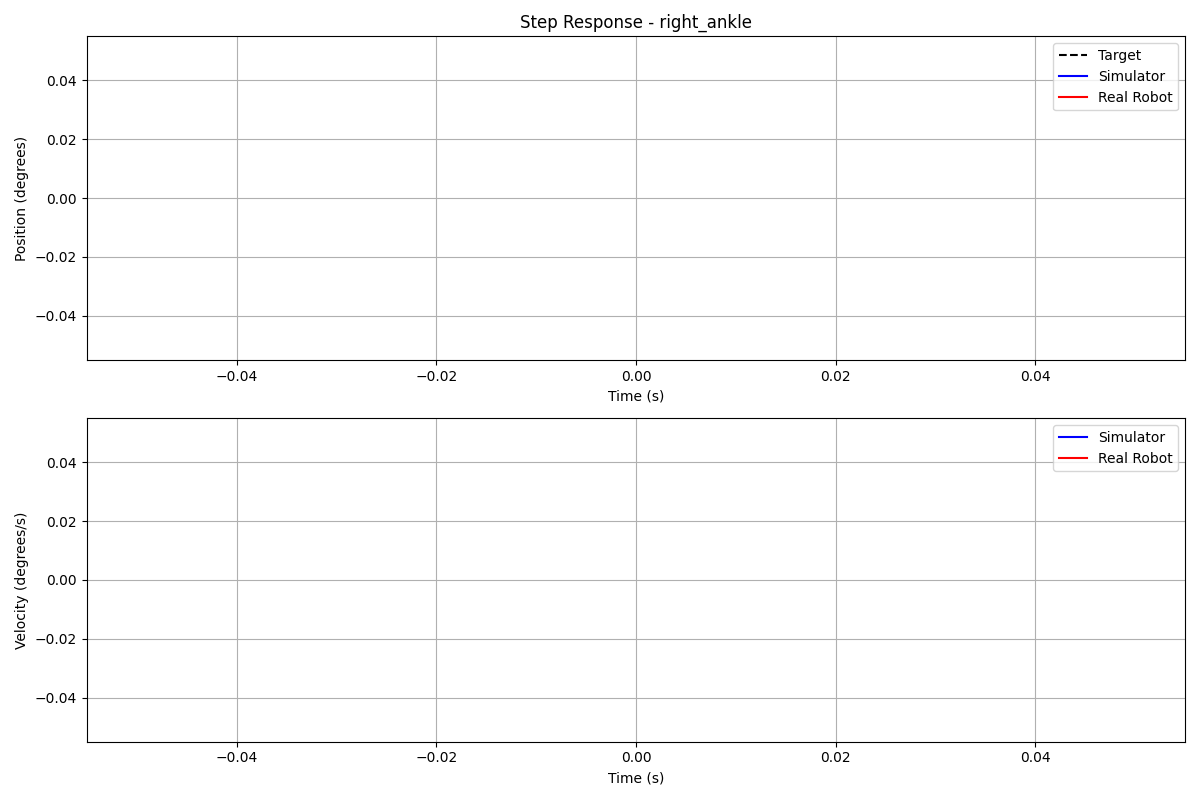 Step Response - right_ankle
Target
Simulator
Real Robot
0.04
0.02
0.00
−0.02
−0.04
Position (degrees)
−0.04 −0.02 0.00 0.02 0.04
Time (s)
Simulator
Real Robot
0.04
0.02
0.00
−0.02
−0.04
Velocity (degrees/s)
−0.04 −0.02 0.00 0.02 0.04
Time (s)